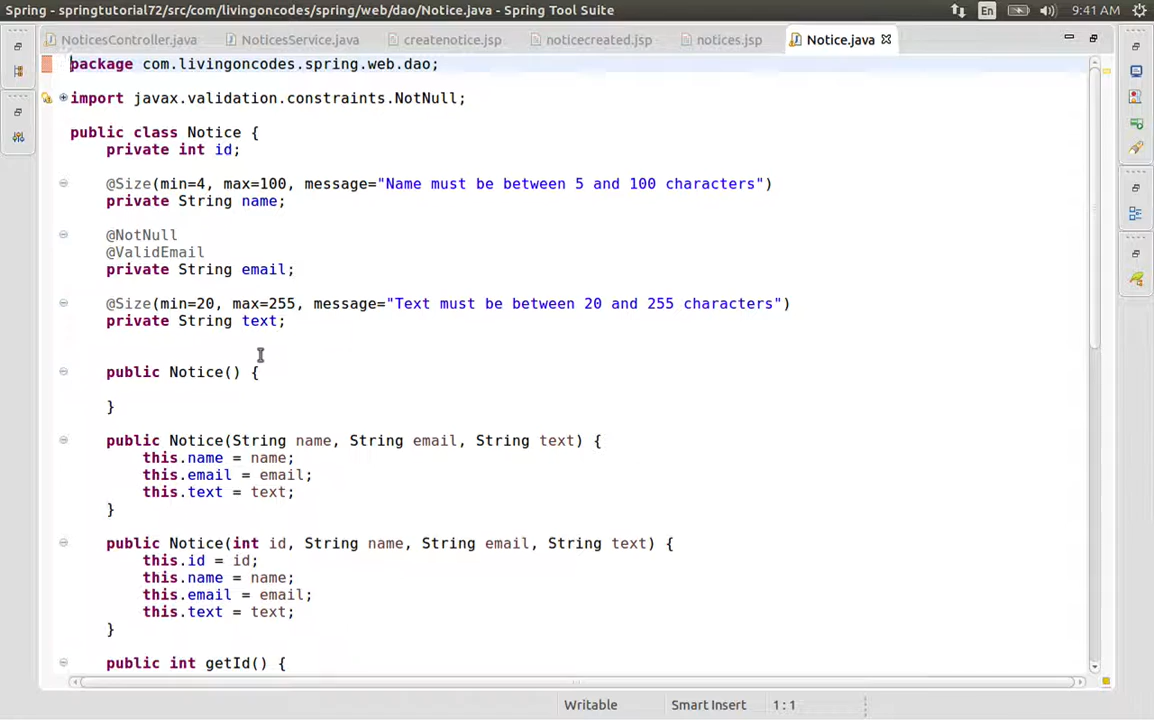 Spring - springtutorial72/src/com/livingoncodes/spring/web/dao/Notice.java - Spring Tool Suite
En
9:41 AM
NoticesController.java
NoticesService.java
createnotice.jsp
noticecreated.jsp
notices.jsp
Notice.java
package com.livingoncodes.spring.web.dao;
import javax.validation.constraints.NotNull;
public class Notice {
private int id;
@Size(min=4, max=100, message="Name must be between 5 and 100 characters")
private String name;
@NotNull
@ValidEmail
private String email;
@Size(min=20, max=255, message="Text must be between 20 and 255 characters")
private String text;
public Notice() {
}
public Notice(String name, String email, String text) {
this.name = name;
this.email = email;
this.text = text;
}
public Notice(int id, String name, String email, String text) {
this.id = id;
this.name = name;
this.email = email;
this.text = text;
}
public int getId() {
Writable
Smart Insert
1 : 1